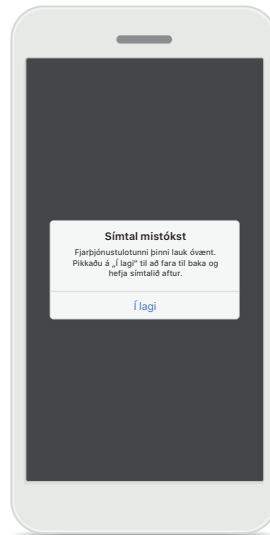 Símtal mistókst
Fjarþjónustulotunni þinni lauk óvænt.
Pikkaðu á „Í lagi“ til að fara til baka og
hefja símtalið aftur.
Í lagi